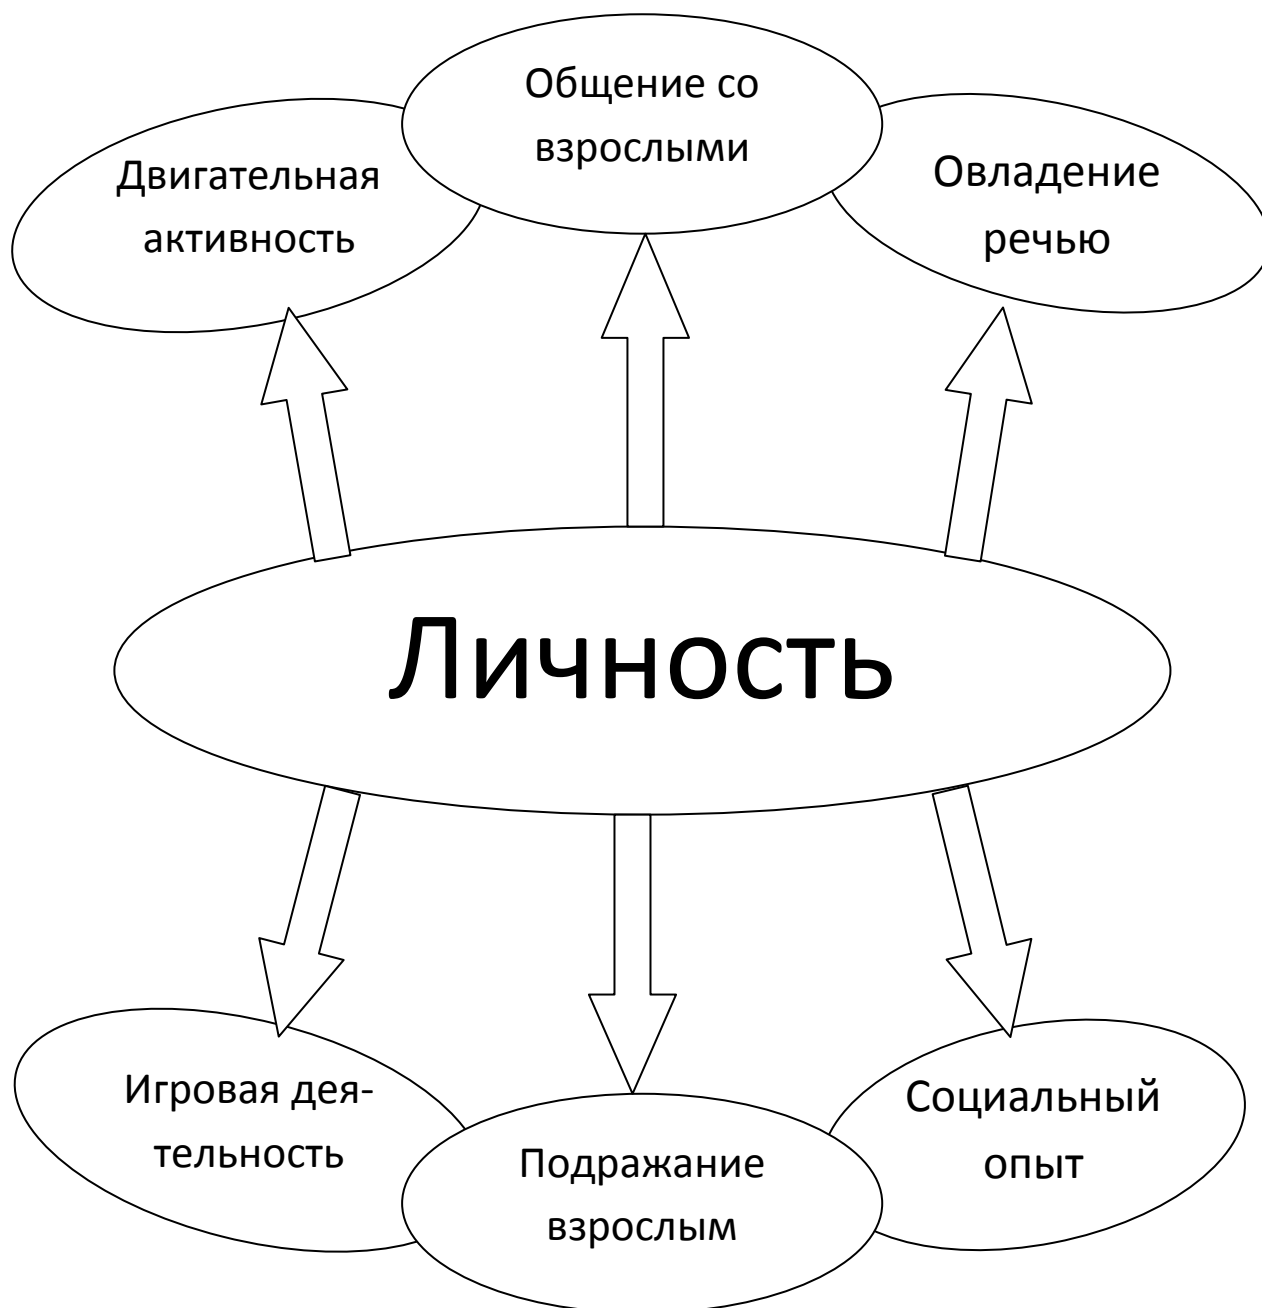 Общение со
взрослыми
Двигательная
активность
Овладение
речью
Личность
Игровая дея-
тельность
Подражание
взрослым
Социальный
опыт